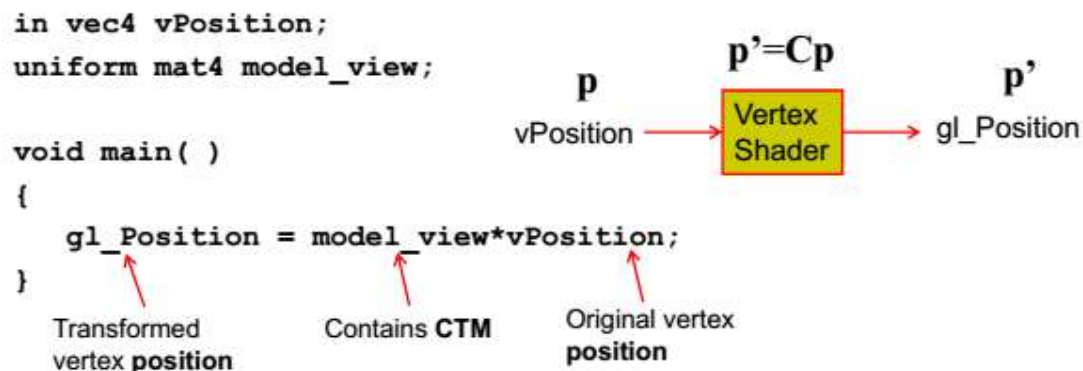 in vec4 vPosition;
uniform mat4 model_view;
void main( )
{
gl_Position = model_view*vPosition;
}
Transformed
vertex position
Contains CTM
Original vertex
position
p’=Cp
p
vPosition
Vertex
Shader
p’
gl_Position